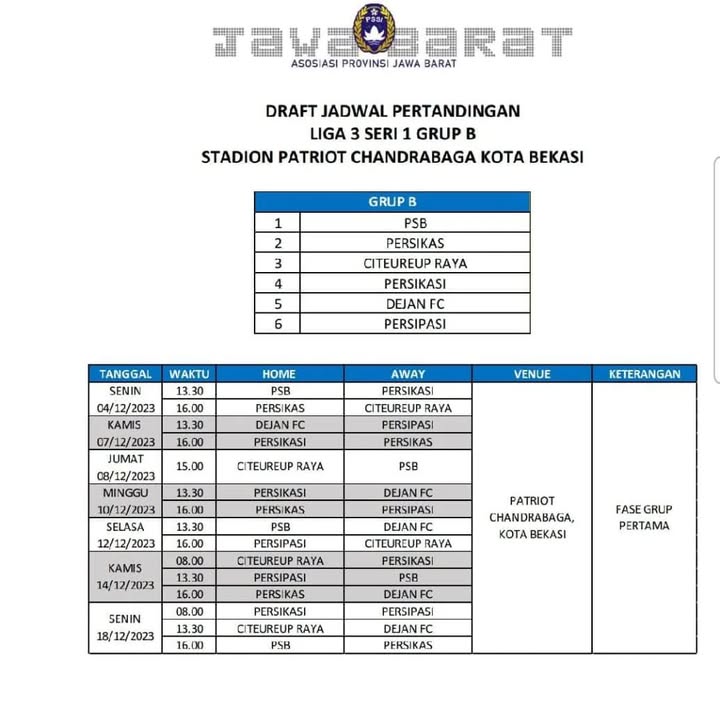 JAWA BARAT
PSSI
ASOSIASI PROVINSI JAWA BARAT
DRAFT JADWAL PERTANDINGAN
LIGA 3 SERI 1 GRUP B
STADION PATRIOT CHANDRABAGA KOTA BEKASI
GRUP B
1 PSB
2 PERSIKAS
3 CITEUREUP RAYA
4 PERSIKASI
5 DEJAN FC
6 PERSIPASI
TANGGAL WAKTU HOME AWAY VENUE KETERANGAN
SENIN 13.30 PSB PERSIKASI
04/12/2023 16.00 PERSIKAS CITEUREUP RAYA
KAMIS 13.30 DEJAN FC PERSIPASI
07/12/2023 16.00 PERSIKASI PERSIKAS
JUMAT
08/12/2023 15.00 CITEUREUP RAYA PSB
MINGGU 13.30 PERSIKASI DEJAN FC
10/12/2023 16.00 PERSIKAS PERSIPASI
SELASA 13.30 PSB DEJAN FC
12/12/2023 16.00 PERSIPASI CITEUREUP RAYA
KAMIS
14/12/2023
08.00 CITEUREUP RAYA PERSIKASI
13.30 PERSIPASI PSB
16.00 PERSIKAS DEJAN FC
SENIN
18/12/2023
08.00 PERSIKASI PERSIPASI
13.30 CITEUREUP RAYA DEJAN FC
16.00 PSB PERSIKAS
PATRIOT
CHANDRABAGA,
KOTA BEKASI
FASE GRUP
PERTAMA